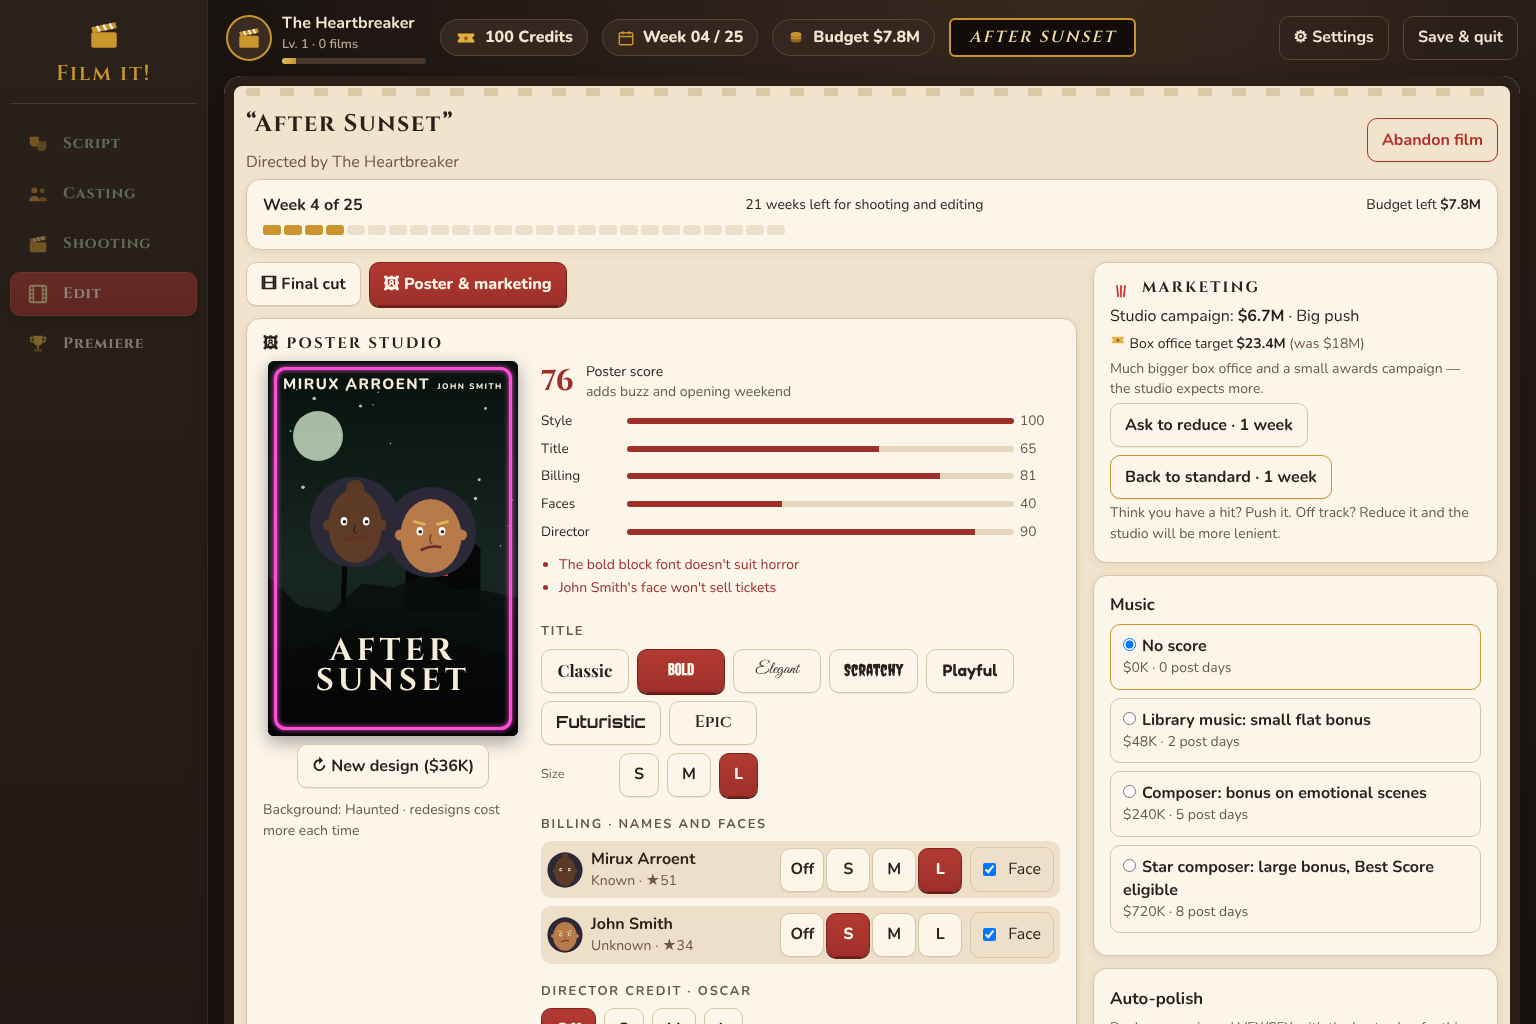 FILM IT!
Script
Casting
Shooting
Edit
Premiere
The Heartbreaker
Lv. 1 · 0 films
100 Credits
Week 04 / 25
Budget $7.8M
AFTER SUNSET
⚙ Settings
Save & quit
“After Sunset”
Directed by The Heartbreaker
Abandon film
Week 4 of 25
21 weeks left for shooting and editing
Budget left $7.8M
Final cut
Poster & marketing
POSTER STUDIO
MIRUX ARROENT JOHN SMITH
AFTER
SUNSET
↻ New design ($36K)
Background: Haunted · redesigns cost
more each time
76
Poster score
adds buzz and opening weekend
Style 100
Title 65
Billing 81
Faces 40
Director 90
• The bold block font doesn't suit horror
• John Smith's face won't sell tickets
TITLE
Classic
BOLD
Elegant
SCRATCHY
Playful
Futuristic
Epic
Size
S
M
L
BILLING · NAMES AND FACES
Mirux Arroent
Known · ★51
Off
S
M
L
Face
John Smith
Unknown · ★34
Off
S
M
L
Face
DIRECTOR CREDIT · OSCAR
MARKETING
Studio campaign: $6.7M · Big push
Box office target $23.4M (was $18M)
Much bigger box office and a small awards campaign —
the studio expects more.
Ask to reduce · 1 week
Back to standard · 1 week
Think you have a hit? Push it. Off track? Reduce it and the
studio will be more lenient.
Music
No score
$0K · 0 post days
Library music: small flat bonus
$48K · 2 post days
Composer: bonus on emotional scenes
$240K · 5 post days
Star composer: large bonus, Best Score
eligible
$720K · 8 post days
Auto-polish